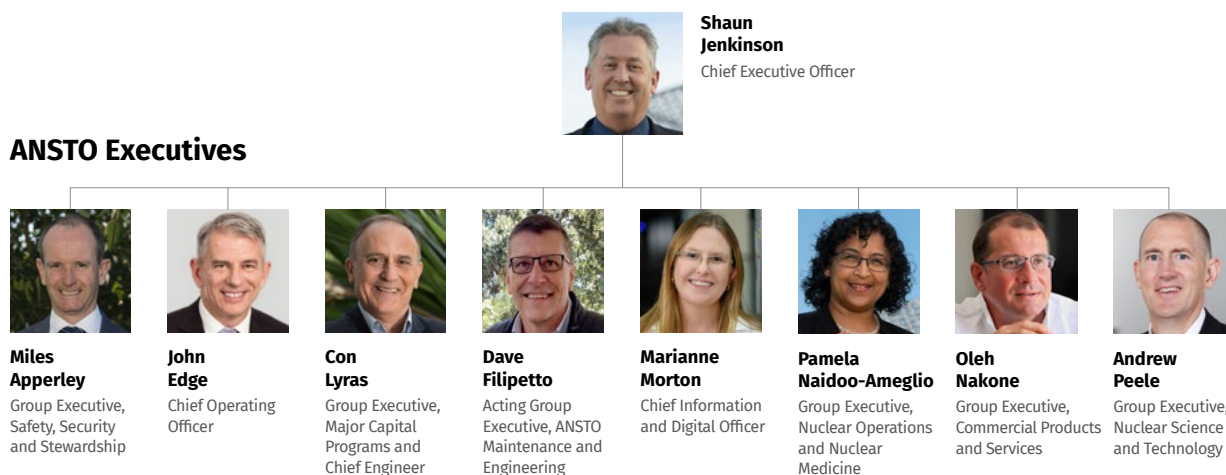 Shaun
Jenkinson
Chief Executive Officer
ANSTO Executives
Miles
Apperley
Group Executive,
Safety, Security
and Stewardship
John
Edge
Chief Operating
Officer
Con
Lyras
Group Executive,
Major Capital
Programs and
Chief Engineer
Dave
Filipetto
Acting Group
Executive, ANSTO
Maintenance and
Engineering
Marianne
Morton
Chief Information
and Digital Officer
Pamela
Naidoo-Ameglio
Group Executive,
Nuclear Operations
and Nuclear
Medicine
Oleh
Nakone
Group Executive,
Commercial Products
and Services
Andrew
Peele
Group Executive,
Nuclear Science
and Technology